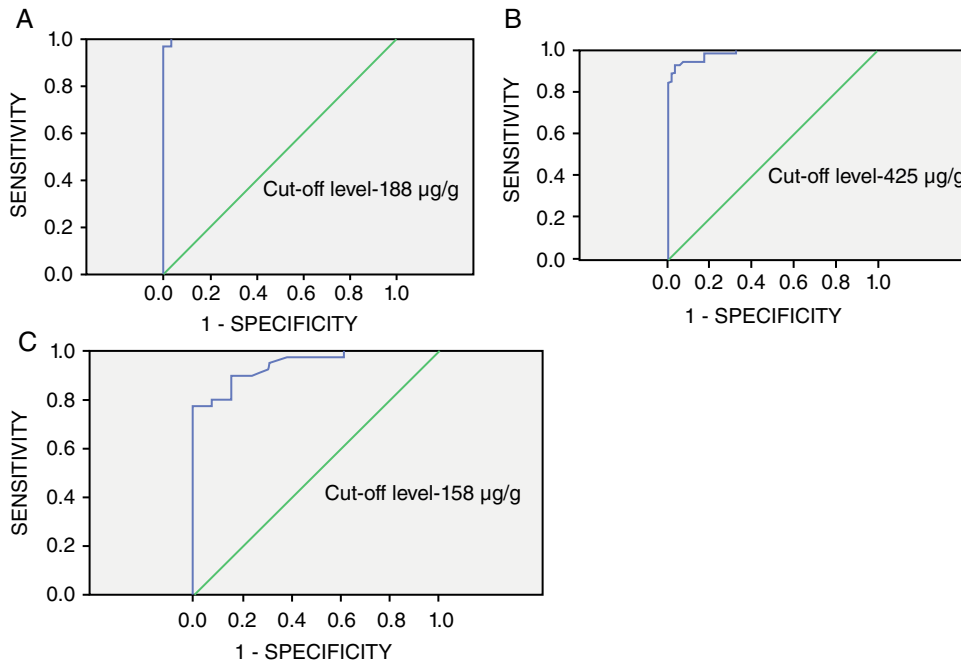 A
1.0
0.8
0.6
0.4
0.2
0.0
SENSITIVITY
Cut-off level-188 µg/g
0.0 0.2 0.4 0.6 0.8 1.0
1 - SPECIFICITY
B
1.0
0.8
0.6
0.4
0.2
0.0
SENSITIVITY
Cut-off level-425 µg/g
0.0 0.2 0.4 0.6 0.8 1.0
1 - SPECIFICITY
C
1.0
0.8
0.6
0.4
0.2
0.0
SENSITIVITY
Cut-off level-158 µg/g
0.0 0.2 0.4 0.6 0.8 1.0
1 - SPECIFICITY